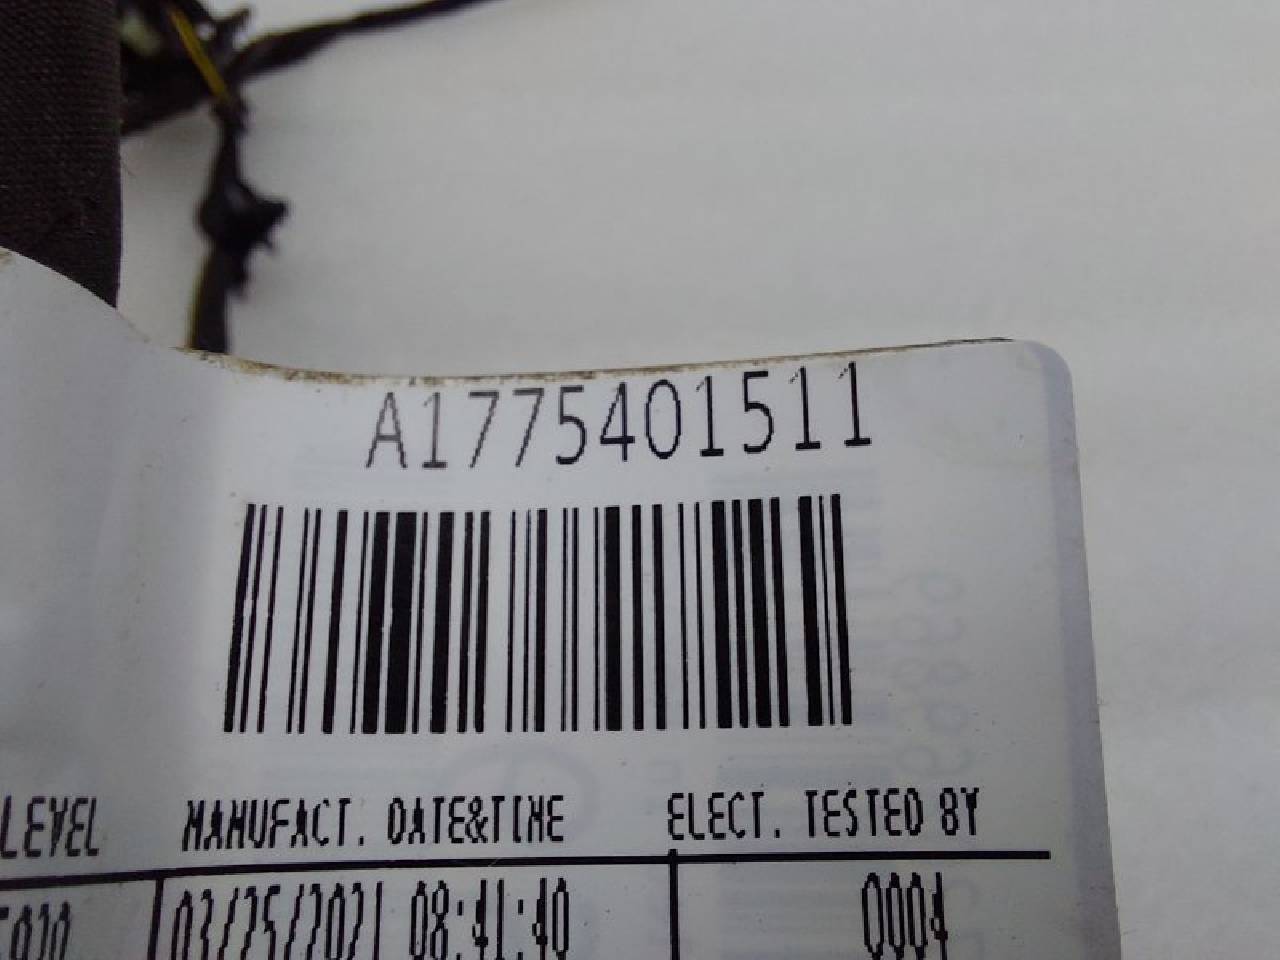 A1775401511
LEVEL MANUFACT. DATE&TIME ELECT. TESTED BY
03/25/2021 08:41:40 0004